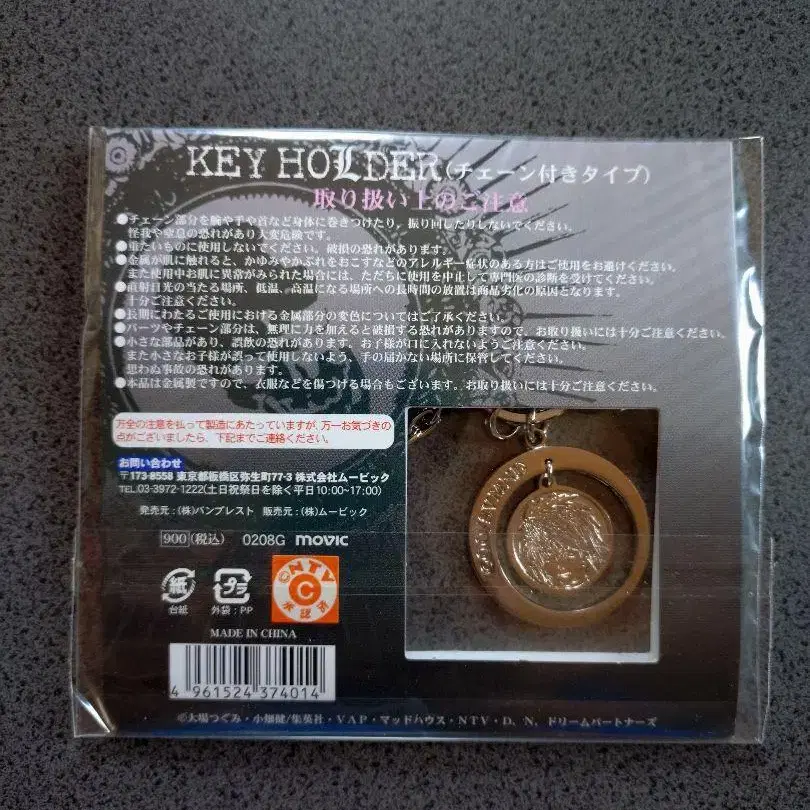 KEY HOLDER(チェーン付きタイプ)
取り扱い上のご注意
●チェーン部分を腕や手や首など身体に巻きつけたり、振り回したりしないでください。
怪我や窒息の恐れがあり大変危険です。
●重たいものに使用しないでください。破損の恐れがあります。
●金属が肌に触れると、かゆみやかぶれをおこすなどのアレルギー症状のある方はご使用をお避けください。
また使用中お肌に異常がみられた場合には、ただちに使用を中止して専門医の診断を受けてください。
●直射日光の当たる場所、低温、高温になる場所への長時間の放置は商品劣化の原因となります。
十分ご注意ください。
●長期にわたるご使用における金属部分の変色についてはご了承ください。
●パーツやチェーン部分は、無理に力を加えると破損する恐れがありますので、お取り扱いには十分ご注意ください。
●小さな部品があり、誤飲の恐れがあります。お子様が口に入れないようご注意ください。
また小さなお子様が誤って使用しないよう、手の届かない場所に保管してください。
思わぬ事故の恐れがあります。
●本品は金属製ですので、衣服などを傷つける場合もございます。お取り扱いには十分ご注意ください。
万全の注意を払って製造にあたっていますが、万一お気づきの
点がございましたら、下記までご連絡ください。
お問い合わせ
〒173-8558 東京都板橋区弥生町77-3 株式会社ムービック
TEL:03-3972-1222(土日祝祭日を除く平日10:00~17:00)
発売元:(株)バンプレスト 販売元:(株)ムービック
900(税込) 0208G movic
紙
台紙
プラ
外袋:PP
©NTV
C
承認済
MADE IN CHINA
4 961524 374014
©大場つぐみ・小畑健/集英社・VAP・マッドハウス・NTV・D.N.ドリームパートナーズ